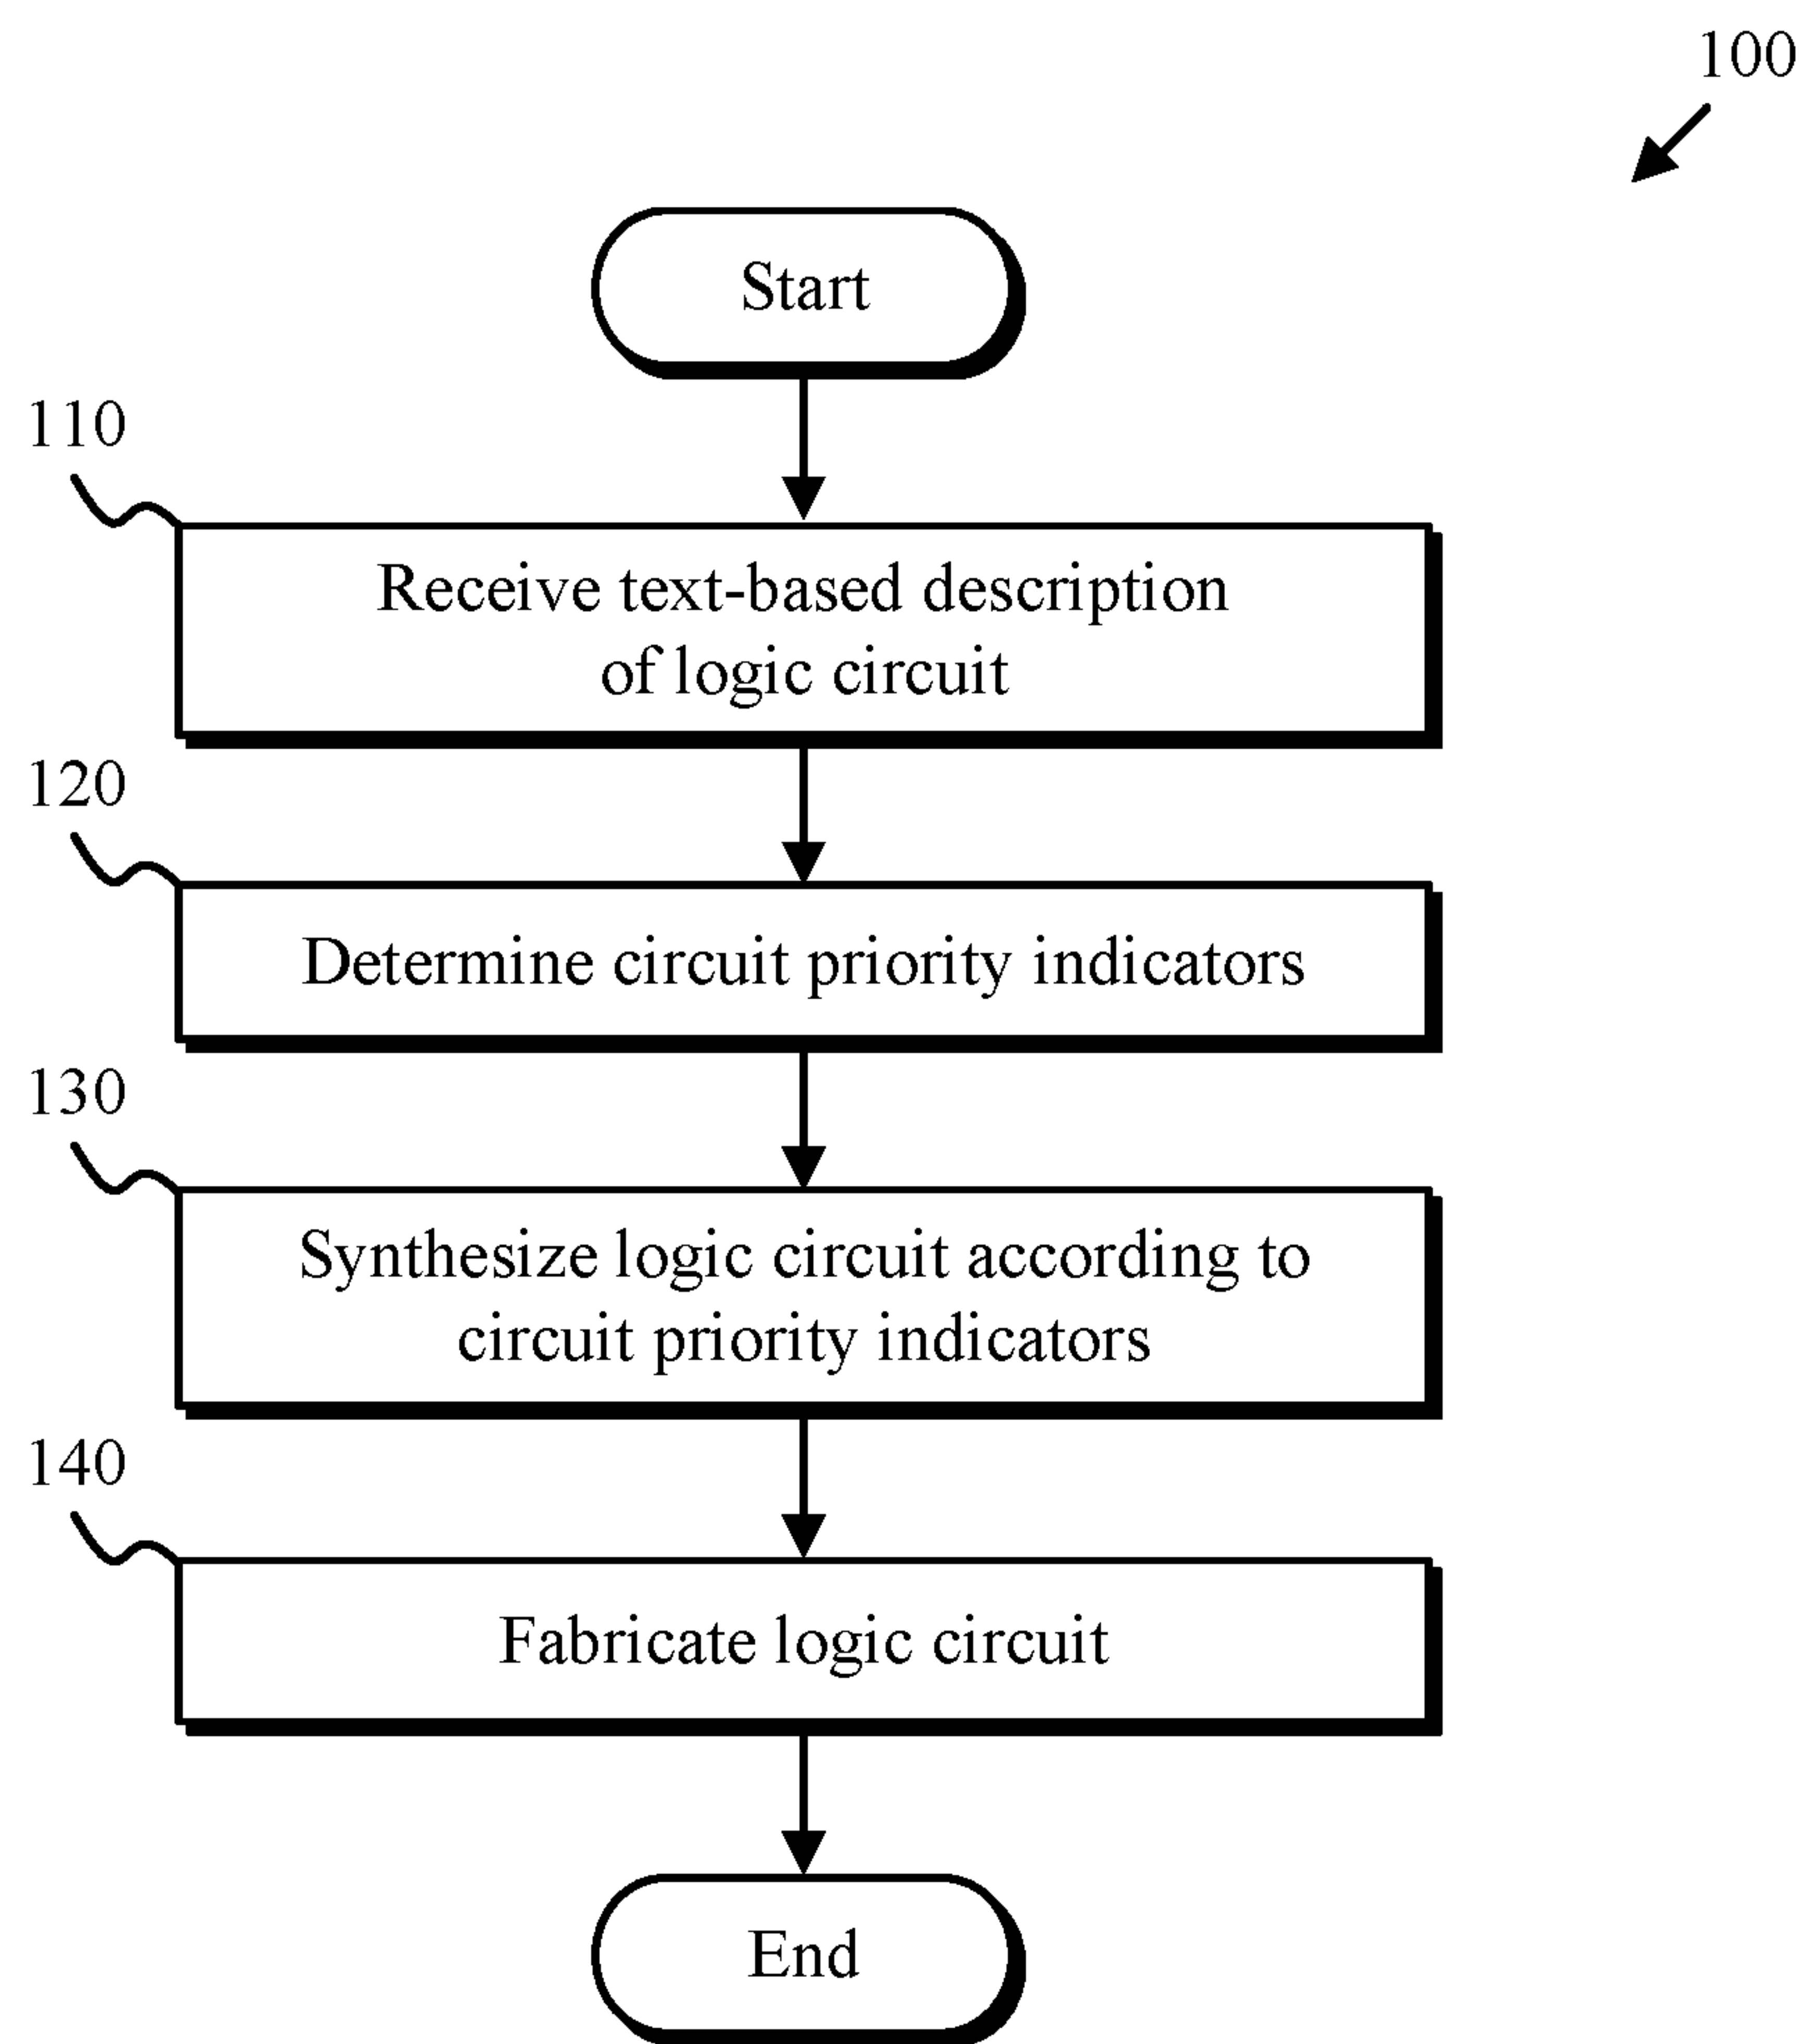 100
Start
110
Receive text-based description
of logic circuit
120
Determine circuit priority indicators
130
Synthesize logic circuit according to
circuit priority indicators
140
Fabricate logic circuit
End